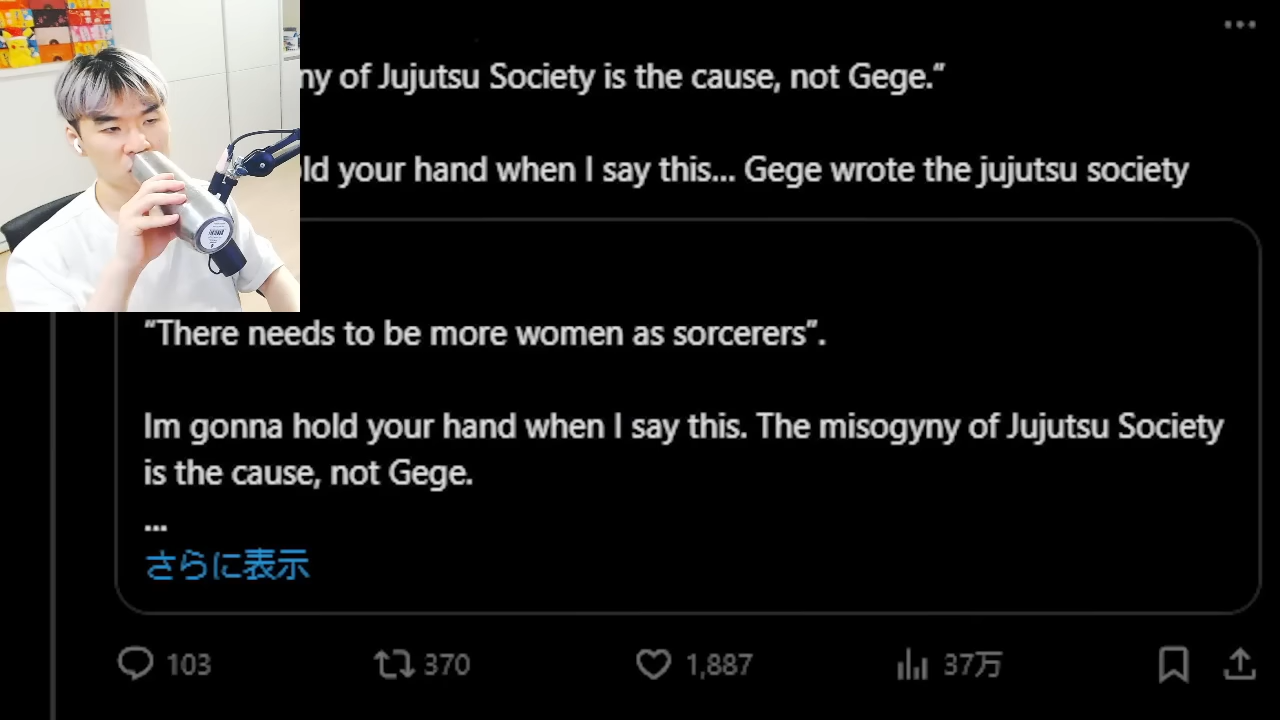 ny of Jujutsu Society is the cause, not Gege.”
ld your hand when I say this... Gege wrote the jujutsu society
“There needs to be more women as sorcerers”.
Im gonna hold your hand when I say this. The misogyny of Jujutsu Society
is the cause, not Gege.
...
さらに表示
103 370 1,887 37万